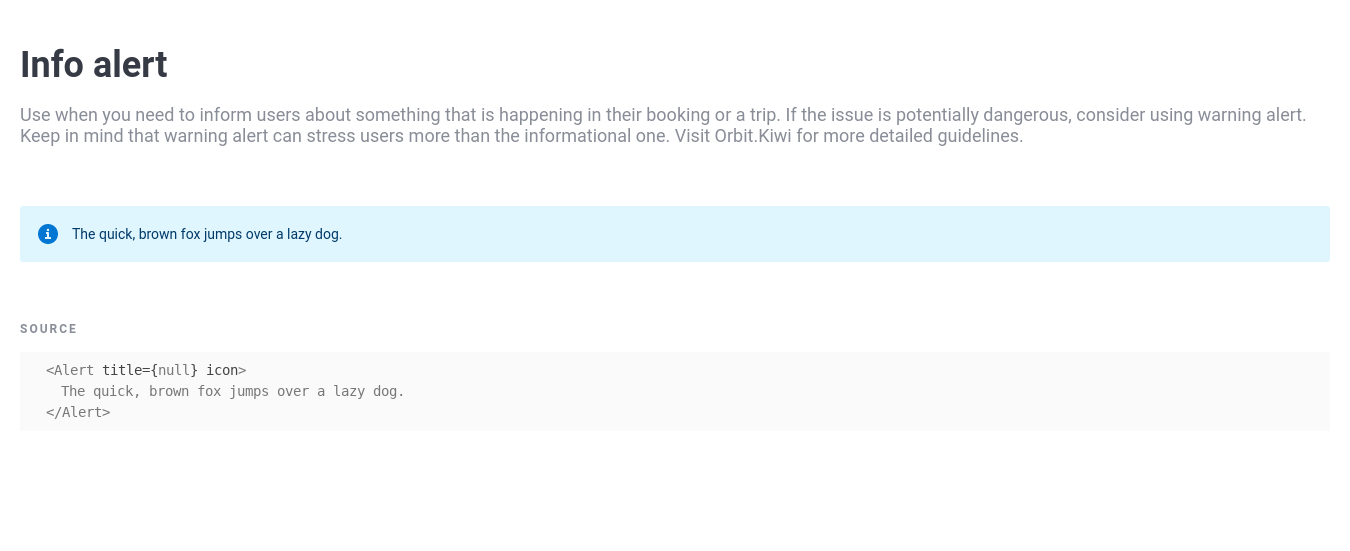 Info alert
Use when you need to inform users about something that is happening in their booking or a trip. If the issue is potentially dangerous, consider using warning alert.
Keep in mind that warning alert can stress users more than the informational one. Visit Orbit.Kiwi for more detailed guidelines.
The quick, brown fox jumps over a lazy dog.
SOURCE
<Alert title={null} icon>
The quick, brown fox jumps over a lazy dog.
</Alert>